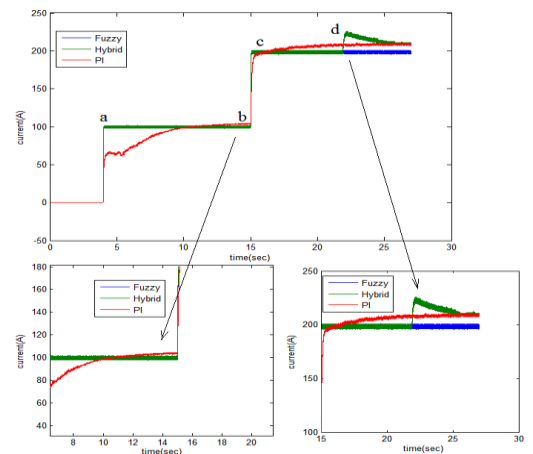 250
200
150
100
50
0
-50
current(A)
Fuzzy
Hybrid
PI
a
b
c
d
0
5
10
15
20
25
30
time(sec)
180
160
140
120
100
80
60
40
current(A)
Fuzzy
Hybrid
PI
8
10
12
14
16
18
20
time(sec)
250
200
150
100
current(A)
Fuzzy
Hybrid
PI
15
20
25
30
time(sec)